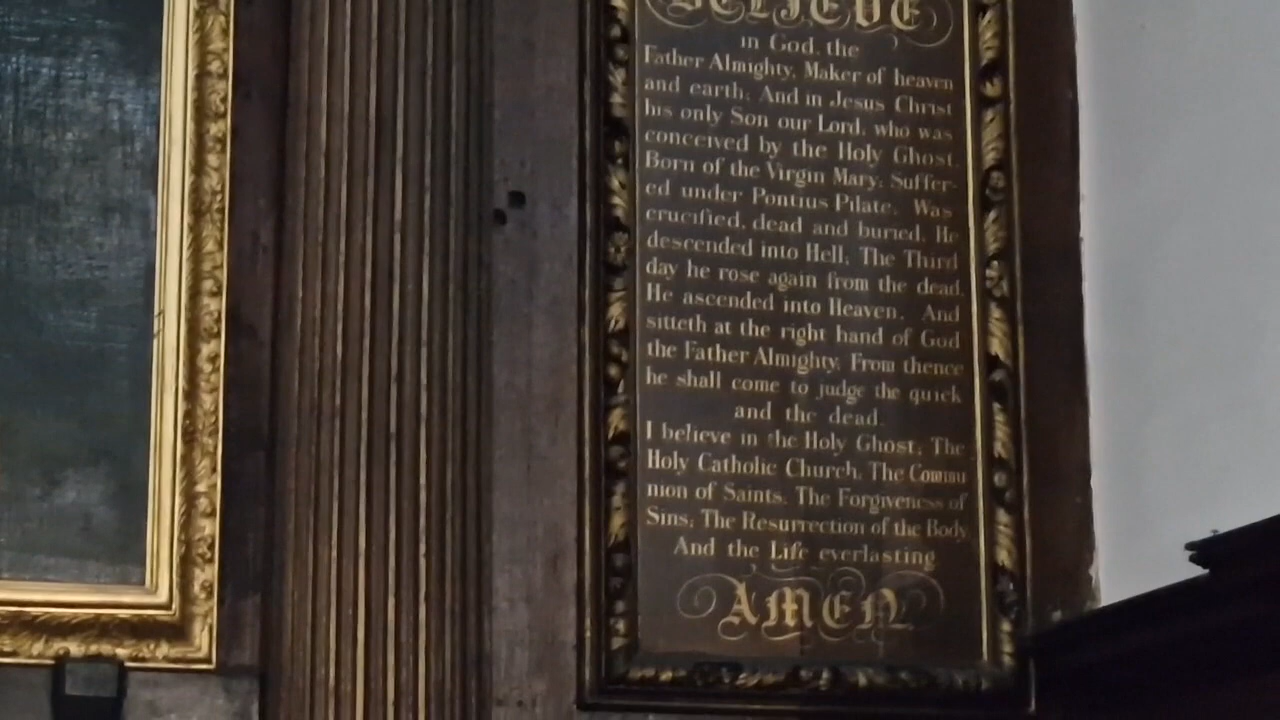 BELIEVE
in God, the
Father Almighty, Maker of heaven
and earth; And in Jesus Christ
his only Son our Lord, who was
conceived by the Holy Ghost,
Born of the Virgin Mary; Suffer-
ed under Pontius Pilate, Was
crucified, dead and buried, He
descended into Hell; The Third
day he rose again from the dead,
He ascended into Heaven, And
sitteth at the right hand of God
the Father Almighty; From thence
he shall come to judge the quick
and the dead.
I believe in the Holy Ghost; The
Holy Catholic Church, The Commu
nion of Saints; The Forgiveness of
Sins; The Resurrection of the Body
And the Life everlasting
AMEN